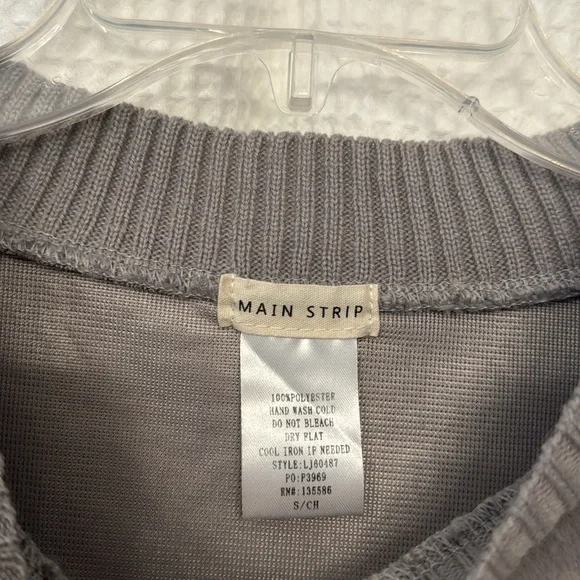 MAIN STRIP
100%POLYESTER
HAND WASH COLD
DO NOT BLEACH
DRY FLAT
COOL IRON IF NEEDED
STYLE:LJ60487
PO:P3969
RN#:135586
S/CH